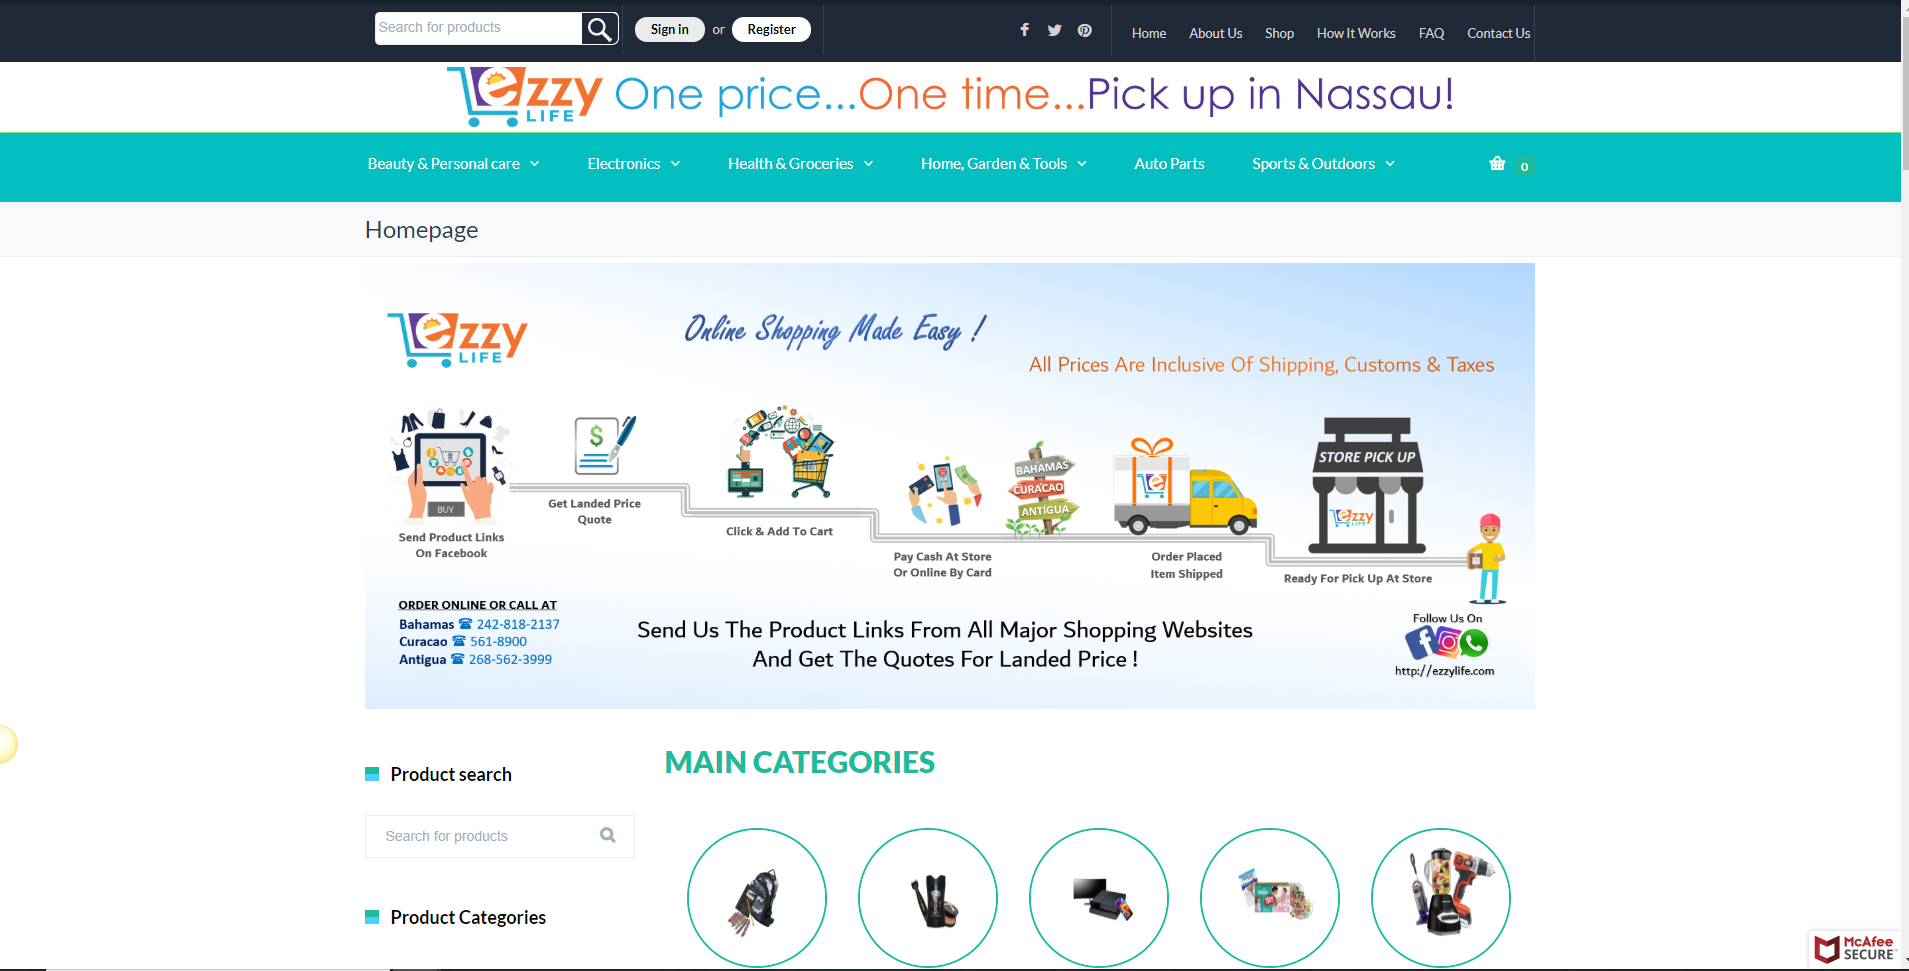 Search for products
Sign in or Register
Home About Us Shop How It Works FAQ Contact Us
ezzy LIFE One price...One time...Pick up in Nassau!
Beauty & Personal care Electronics Health & Groceries Home, Garden & Tools Auto Parts Sports & Outdoors 0
Homepage
ezzy LIFE
Online Shopping Made Easy !
All Prices Are Inclusive Of Shipping, Customs & Taxes
BUY
Send Product Links
On Facebook
$
Get Landed Price
Quote
Click & Add To Cart
BAHAMAS
CURACAO
ANTIGUA
Pay Cash At Store
Or Online By Card
Order Placed
Item Shipped
STORE PICK UP
ezzy LIFE
Ready For Pick Up At Store
ORDER ONLINE OR CALL AT
Bahamas ☎ 242-818-2137
Curacao ☎ 561-8900
Antigua ☎ 268-562-3999
Send Us The Product Links From All Major Shopping Websites
And Get The Quotes For Landed Price !
Follow Us On
http://ezzylife.com
Product search
Search for products
Product Categories
MAIN CATEGORIES
McAfee
SECURE